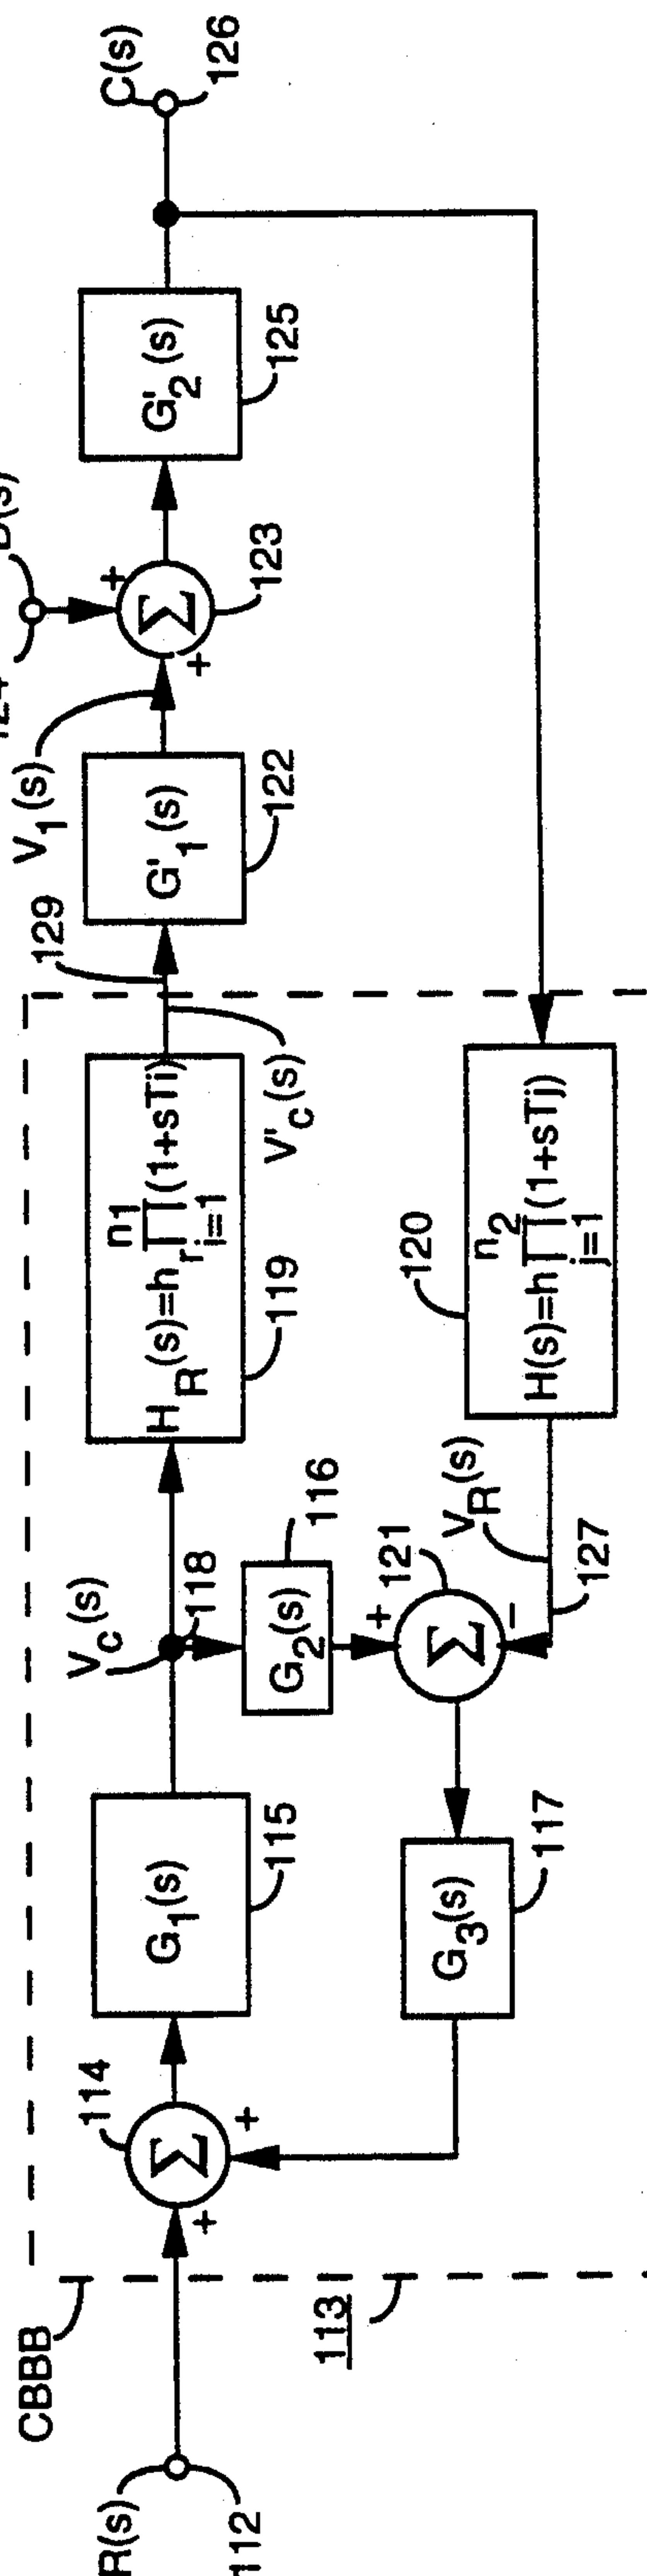 R(s)
112
CBBB
113
114
+
+
Σ
G1(s)
115
Vc(s)
118
G2(s)
116
+
121
Σ
-
G3(s)
117
VR(s)
127
n1
HR(s)=hr∏(1+sTi)
i=1
119
V'c(s)
129
120
n2
H(s)=h∏(1+sTj)
j=1
G'1(s)
122
V1(s)
+
+
Σ
123
G'2(s)
125
C(s)
126